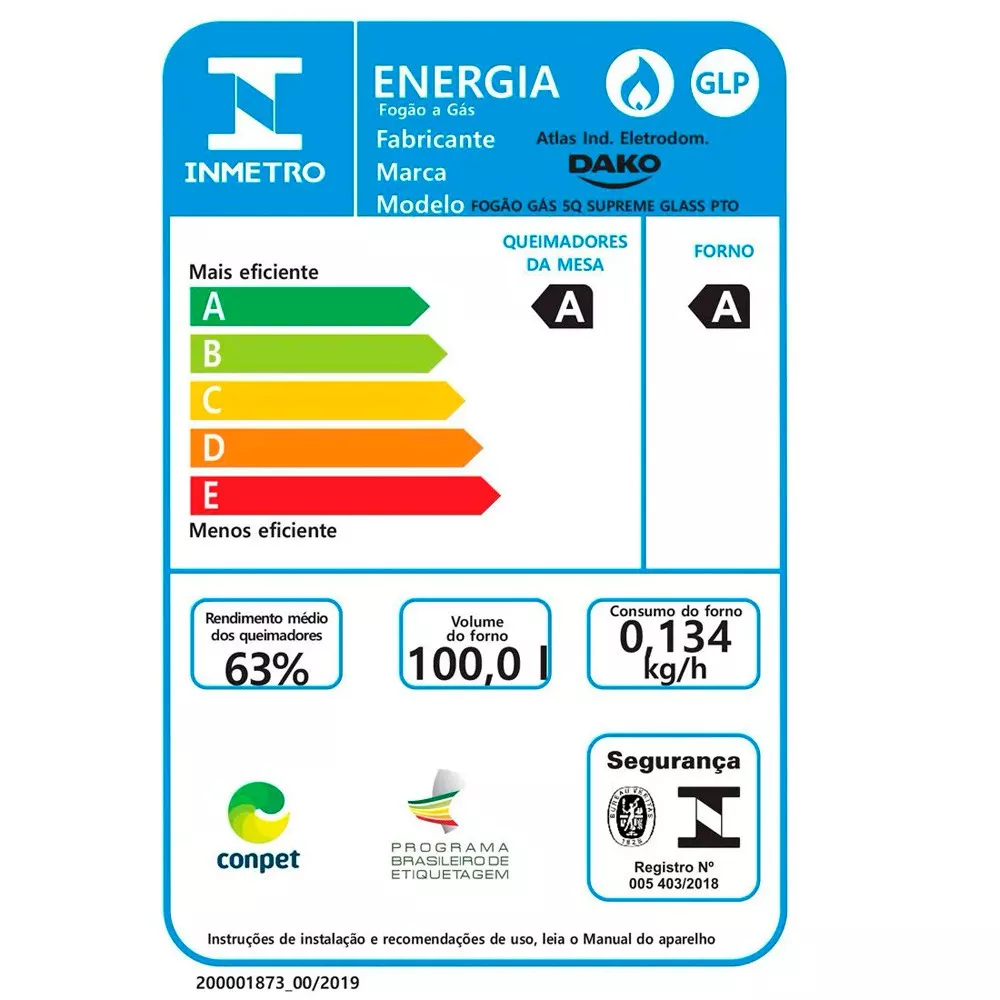 INMETRO
ENERGIA
Fogão a Gás
GLP
Fabricante Atlas Ind. Eletrodom.
Marca DAKO
Modelo FOGÃO GÁS 5Q SUPREME GLASS PTO
QUEIMADORES
DA MESA
FORNO
Mais eficiente
A
A
A
B
C
D
E
Menos eficiente
Rendimento médio
dos queimadores
63%
Volume
do forno
100,0 l
Consumo do forno
0,134
kg/h
conpet
PROGRAMA
BRASILEIRO DE
ETIQUETAGEM
Segurança
BUREAU VERITAS
1828
Registro Nº
005 403/2018
Instruções de instalação e recomendações de uso, leia o Manual do aparelho
200001873_00/2019